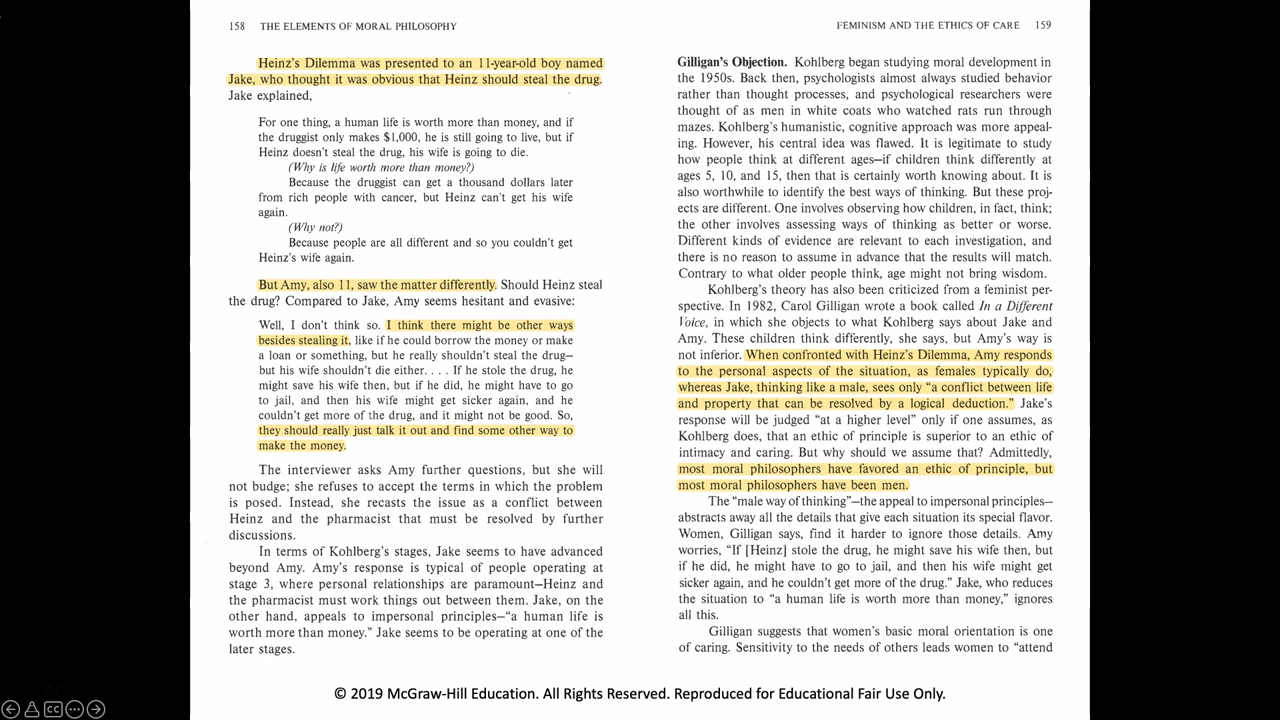 158 THE ELEMENTS OF MORAL PHILOSOPHY
Heinz's Dilemma was presented to an 11-year-old boy named
Jake, who thought it was obvious that Heinz should steal the drug.
Jake explained,
For one thing, a human life is worth more than money, and if
the druggist only makes $1,000, he is still going to live, but if
Heinz doesn't steal the drug, his wife is going to die.
(Why is life worth more than money?)
Because the druggist can get a thousand dollars later
from rich people with cancer, but Heinz can't get his wife
again.
(Why not?)
Because people are all different and so you couldn't get
Heinz's wife again.
But Amy, also 11, saw the matter differently. Should Heinz steal
the drug? Compared to Jake, Amy seems hesitant and evasive:
Well, I don't think so. I think there might be other ways
besides stealing it, like if he could borrow the money or make
a loan or something, but he really shouldn't steal the drug—
but his wife shouldn't die either. . . . If he stole the drug, he
might save his wife then, but if he did, he might have to go
to jail, and then his wife might get sicker again, and he
couldn't get more of the drug, and it might not be good. So,
they should really just talk it out and find some other way to
make the money.
The interviewer asks Amy further questions, but she will
not budge; she refuses to accept the terms in which the problem
is posed. Instead, she recasts the issue as a conflict between
Heinz and the pharmacist that must be resolved by further
discussions.
In terms of Kohlberg's stages, Jake seems to have advanced
beyond Amy. Amy's response is typical of people operating at
stage 3, where personal relationships are paramount—Heinz and
the pharmacist must work things out between them. Jake, on the
other hand, appeals to impersonal principles—"a human life is
worth more than money." Jake seems to be operating at one of the
later stages.
FEMINISM AND THE ETHICS OF CARE 159
Gilligan's Objection. Kohlberg began studying moral development in
the 1950s. Back then, psychologists almost always studied behavior
rather than thought processes, and psychological researchers were
thought of as men in white coats who watched rats run through
mazes. Kohlberg's humanistic, cognitive approach was more appeal-
ing. However, his central idea was flawed. It is legitimate to study
how people think at different ages—if children think differently at
ages 5, 10, and 15, then that is certainly worth knowing about. It is
also worthwhile to identify the best ways of thinking. But these proj-
ects are different. One involves observing how children, in fact, think;
the other involves assessing ways of thinking as better or worse.
Different kinds of evidence are relevant to each investigation, and
there is no reason to assume in advance that the results will match.
Contrary to what older people think, age might not bring wisdom.
Kohlberg's theory has also been criticized from a feminist per-
spective. In 1982, Carol Gilligan wrote a book called In a Different
Voice, in which she objects to what Kohlberg says about Jake and
Amy. These children think differently, she says, but Amy's way is
not inferior. When confronted with Heinz's Dilemma, Amy responds
to the personal aspects of the situation, as females typically do,
whereas Jake, thinking like a male, sees only "a conflict between life
and property that can be resolved by a logical deduction." Jake's
response will be judged "at a higher level" only if one assumes, as
Kohlberg does, that an ethic of principle is superior to an ethic of
intimacy and caring. But why should we assume that? Admittedly,
most moral philosophers have favored an ethic of principle, but
most moral philosophers have been men.
The "male way of thinking"—the appeal to impersonal principles—
abstracts away all the details that give each situation its special flavor.
Women, Gilligan says, find it harder to ignore those details. Amy
worries, "If [Heinz] stole the drug, he might save his wife then, but
if he did, he might have to go to jail, and then his wife might get
sicker again, and he couldn't get more of the drug." Jake, who reduces
the situation to "a human life is worth more than money," ignores
all this.
Gilligan suggests that women's basic moral orientation is one
of caring. Sensitivity to the needs of others leads women to "attend
© 2019 McGraw-Hill Education. All Rights Reserved. Reproduced for Educational Fair Use Only.
CC